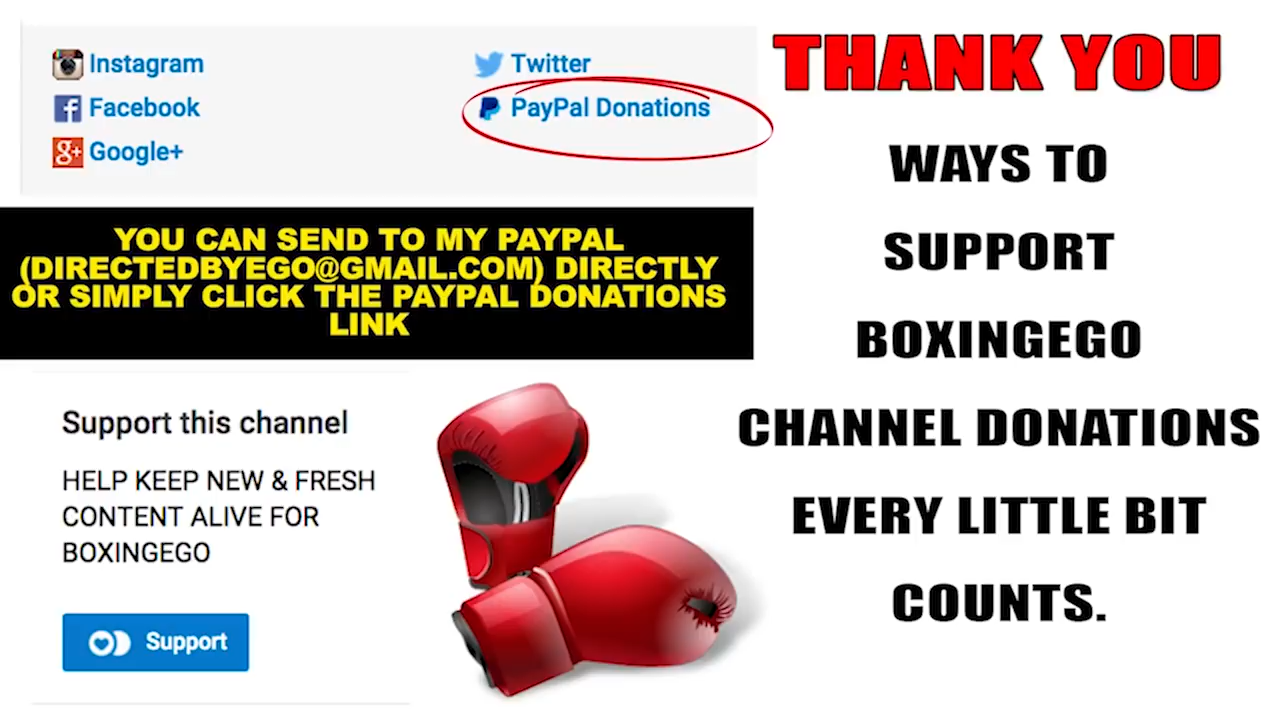 Instagram
Twitter
Facebook
PayPal Donations
Google+
YOU CAN SEND TO MY PAYPAL
(DIRECTEDBYEGO@GMAIL.COM) DIRECTLY
OR SIMPLY CLICK THE PAYPAL DONATIONS
LINK
Support this channel
HELP KEEP NEW & FRESH
CONTENT ALIVE FOR
BOXINGEGO
Support
THANK YOU
WAYS TO
SUPPORT
BOXINGEGO
CHANNEL DONATIONS
EVERY LITTLE BIT
COUNTS.